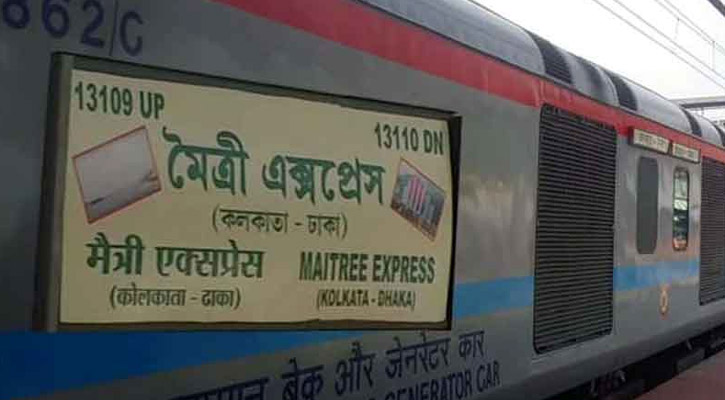 862/C
13109 UP
13110 DN
মৈত্রী এক্সপ্রেস
(কলকাতা - ঢাকা)
मैत्री एक्सप्रेस MAITREE EXPRESS
(कोलकाता - ढाका) (KOLKATA - DHAKA)
ब्रेक और जेनरेटर कार
GENERATOR CAR